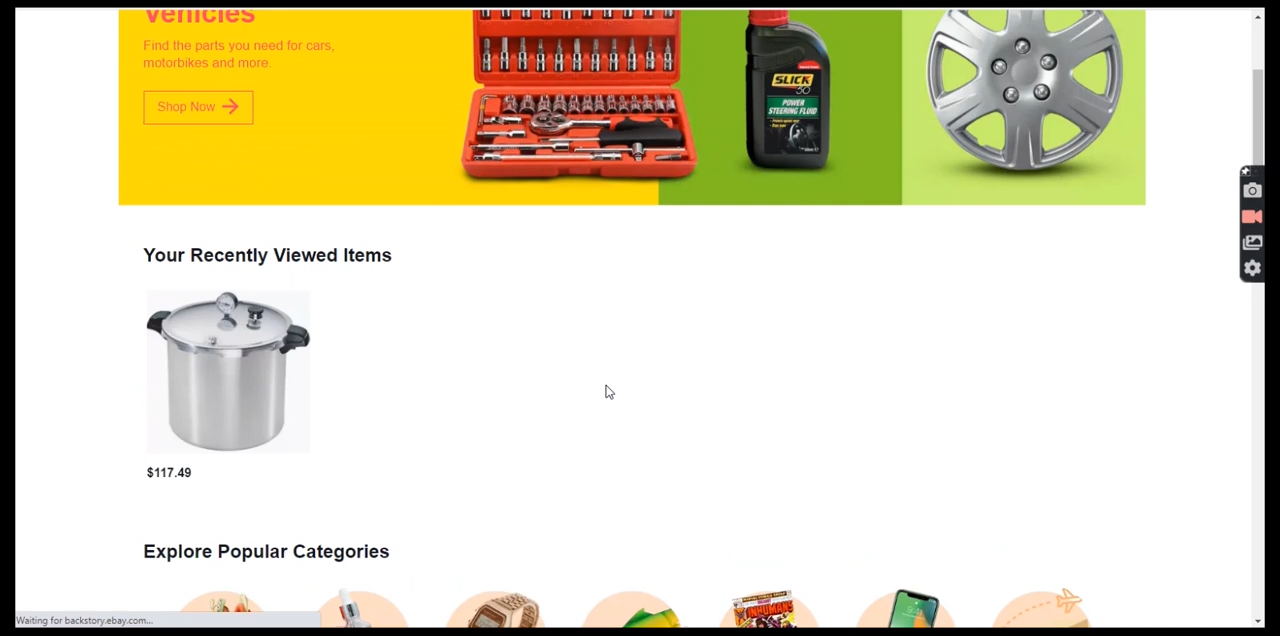 Vehicles
Find the parts you need for cars,
motorbikes and more.
Shop Now
SLICK
50
POWER
STEERING FLUID
Your Recently Viewed Items
$117.49
Explore Popular Categories
INHUMANS
Waiting for backstory.ebay.com...